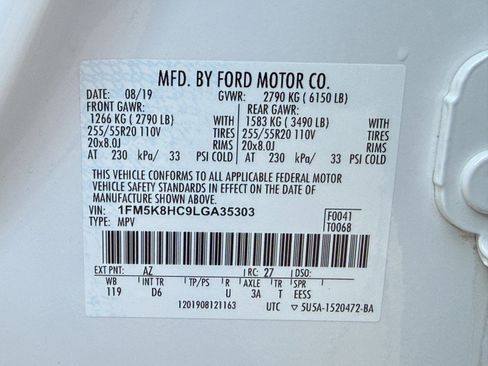 MFD. BY FORD MOTOR CO.
DATE: 08/19 GVWR: 2790 KG ( 6150 LB)
FRONT GAWR: REAR GAWR:
1266 KG ( 2790 LB) WITH 1583 KG ( 3490 LB) WITH
255/55R20 110V TIRES 255/55R20 110V TIRES
20x8.0J RIMS 20x8.0J RIMS
AT 230 kPa/ 33 PSI COLD AT 230 kPa/ 33 PSI COLD
THIS VEHICLE CONFORMS TO ALL APPLICABLE FEDERAL MOTOR
VEHICLE SAFETY STANDARDS IN EFFECT ON THE DATE OF
MANUFACTURE SHOWN ABOVE.
VIN: 1FM5K8HC9LGA35303 F0041
TYPE: MPV T0068
EXT PNT: AZ RC: 27 DSO:
WB INT TR TP/PS R AXLE TR SPR
119 D6 U 3A T EESS
1201908121163 UTC ▽ 5U5A-1520472-BA